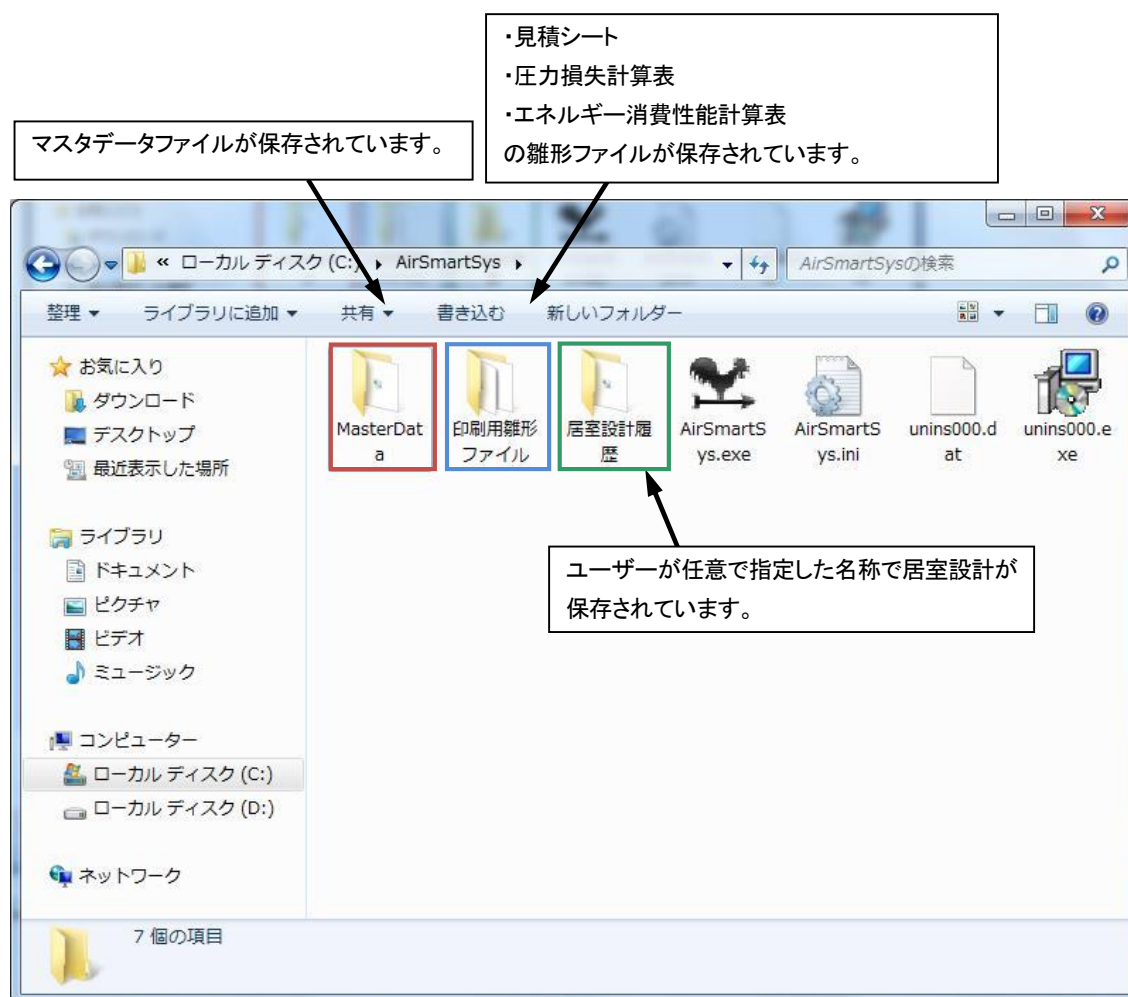 ・見積シート
・圧力損失計算表
・エネルギー消費性能計算表
の雛形ファイルが保存されています。
マスタデータファイルが保存されています。
« ローカル ディスク (C:) ▸ AirSmartSys ▸
AirSmartSysの検索
整理 ▼ ライブラリに追加 ▼ 共有 ▼ 書き込む 新しいフォルダー
お気に入り
ダウンロード
デスクトップ
最近表示した場所
ライブラリ
ドキュメント
ピクチャ
ビデオ
ミュージック
コンピューター
ローカル ディスク (C:)
ローカル ディスク (D:)
ネットワーク
MasterDat
a
印刷用雛形
ファイル
居室設計履
歴
AirSmartS
ys.exe
AirSmartS
ys.ini
unins000.d
at
unins000.e
xe
ユーザーが任意で指定した名称で居室設計が
保存されています。
7 個の項目